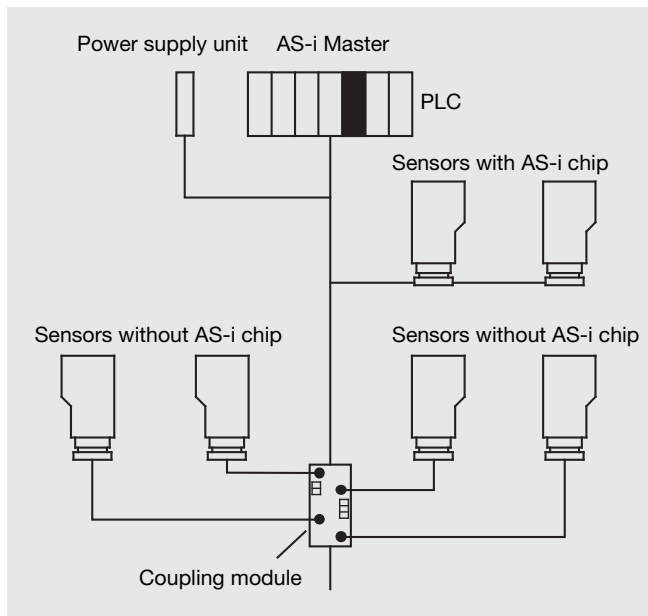 Power supply unit
AS-i Master
PLC
Sensors with AS-i chip
Sensors without AS-i chip
Sensors without AS-i chip
Coupling module